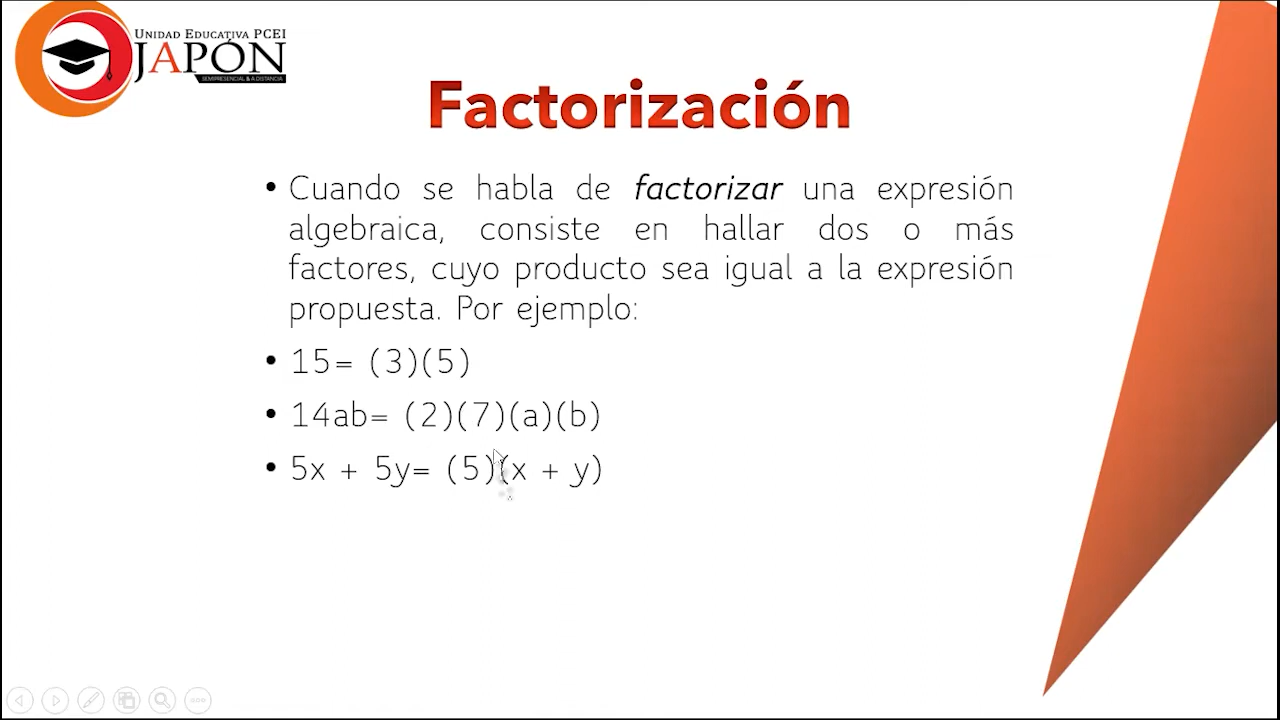 UNIDAD EDUCATIVA PCEI
JAPÓN
SEMIPRESENCIAL & A DISTANCIA
Factorización
• Cuando se habla de factorizar una expresión
algebraica, consiste en hallar dos o más
factores, cuyo producto sea igual a la expresión
propuesta. Por ejemplo:
• 15= (3)(5)
• 14ab= (2)(7)(a)(b)
• 5x + 5y= (5)(x + y)